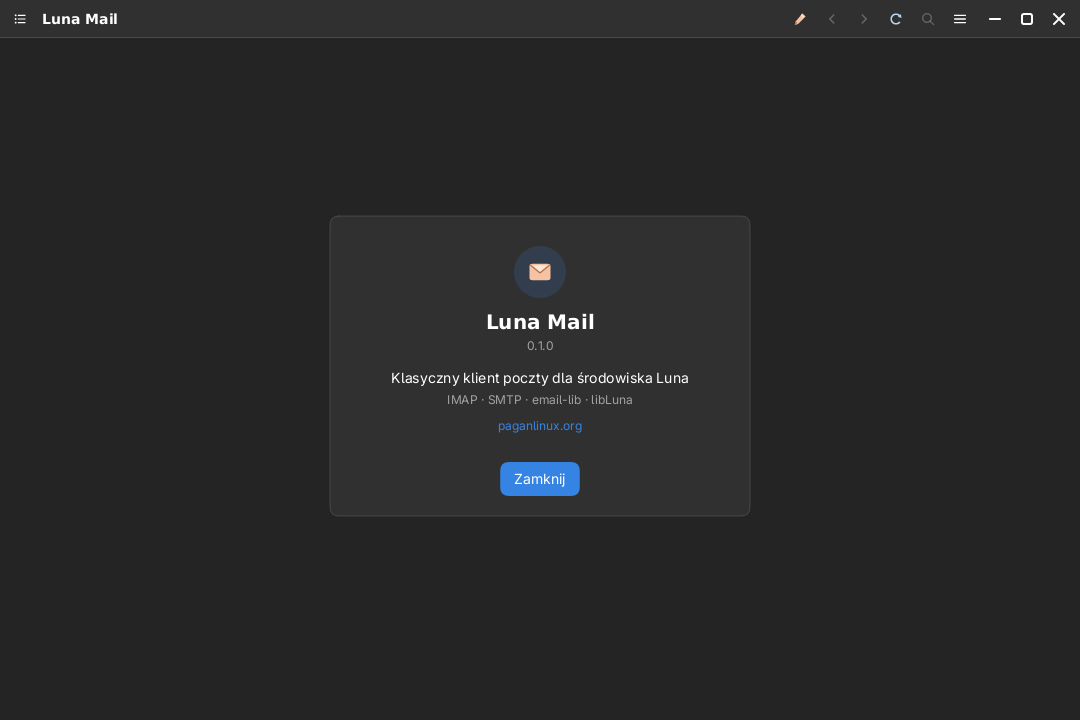 Luna Mail
Luna Mail
0.1.0
Klasyczny klient poczty dla środowiska Luna
IMAP · SMTP · email-lib · libLuna
paganlinux.org
Zamknij